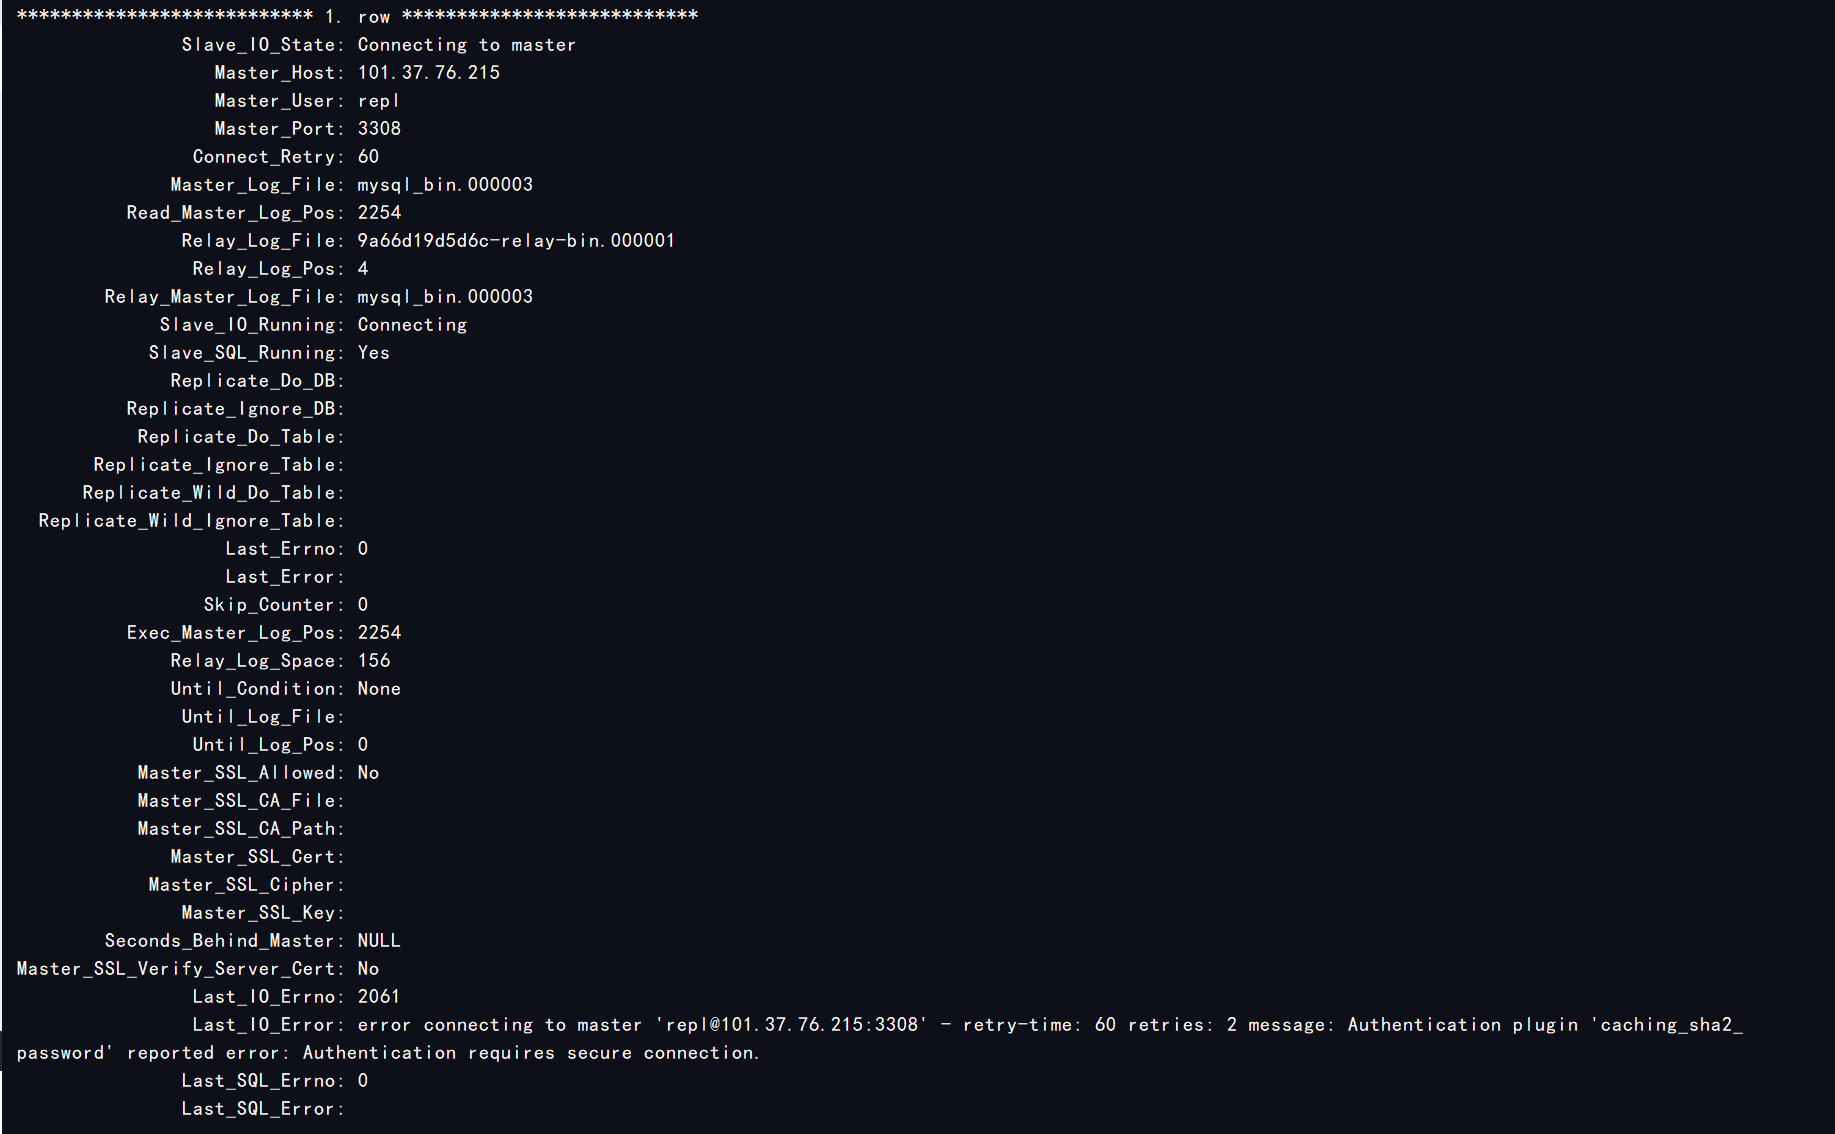 *************************** 1. row ***************************
Slave_IO_State: Connecting to master
Master_Host: 101.37.76.215
Master_User: repl
Master_Port: 3308
Connect_Retry: 60
Master_Log_File: mysql_bin.000003
Read_Master_Log_Pos: 2254
Relay_Log_File: 9a66d19d5d6c-relay-bin.000001
Relay_Log_Pos: 4
Relay_Master_Log_File: mysql_bin.000003
Slave_IO_Running: Connecting
Slave_SQL_Running: Yes
Replicate_Do_DB:
Replicate_Ignore_DB:
Replicate_Do_Table:
Replicate_Ignore_Table:
Replicate_Wild_Do_Table:
Replicate_Wild_Ignore_Table:
Last_Errno: 0
Last_Error:
Skip_Counter: 0
Exec_Master_Log_Pos: 2254
Relay_Log_Space: 156
Until_Condition: None
Until_Log_File:
Until_Log_Pos: 0
Master_SSL_Allowed: No
Master_SSL_CA_File:
Master_SSL_CA_Path:
Master_SSL_Cert:
Master_SSL_Cipher:
Master_SSL_Key:
Seconds_Behind_Master: NULL
Master_SSL_Verify_Server_Cert: No
Last_IO_Errno: 2061
Last_IO_Error: error connecting to master 'repl@101.37.76.215:3308' - retry-time: 60 retries: 2 message: Authentication plugin 'caching_sha2_
password' reported error: Authentication requires secure connection.
Last_SQL_Errno: 0
Last_SQL_Error: